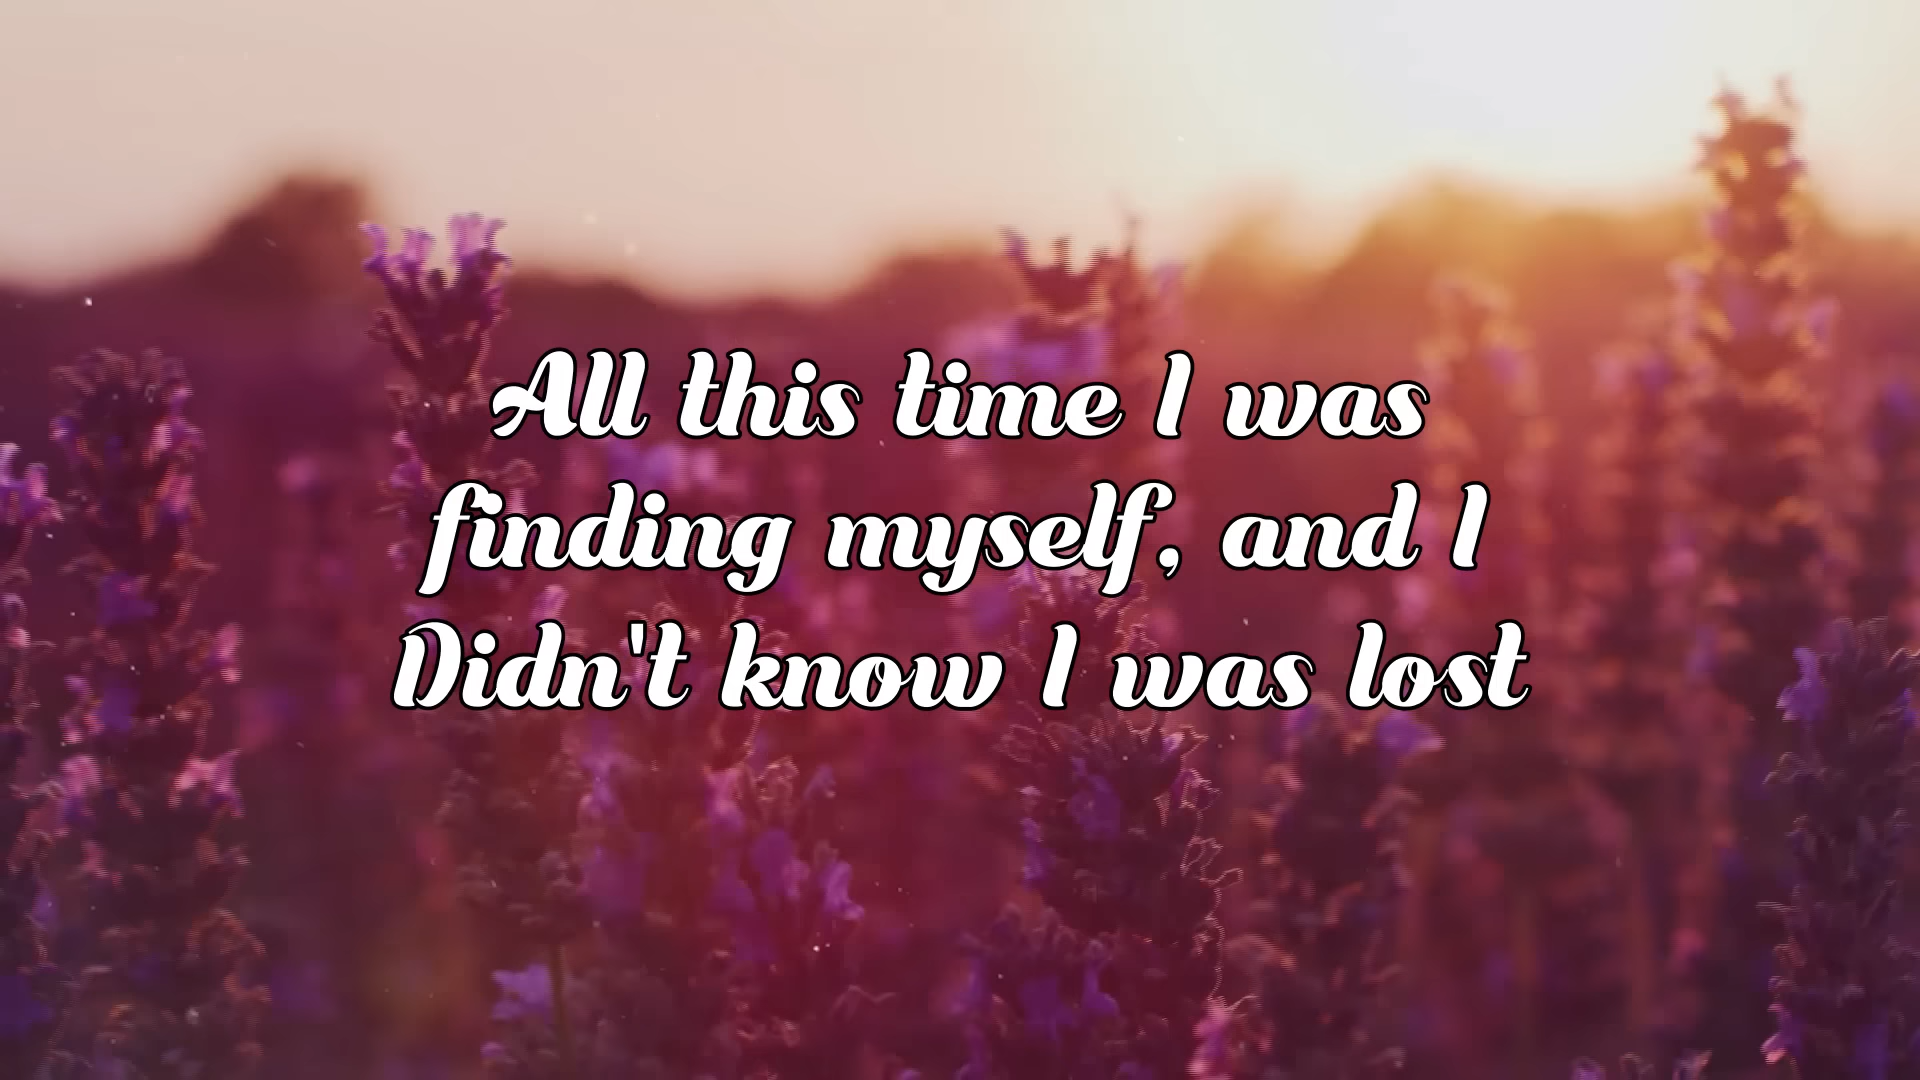 All this time I was
finding myself, and I
Didn't know I was lost